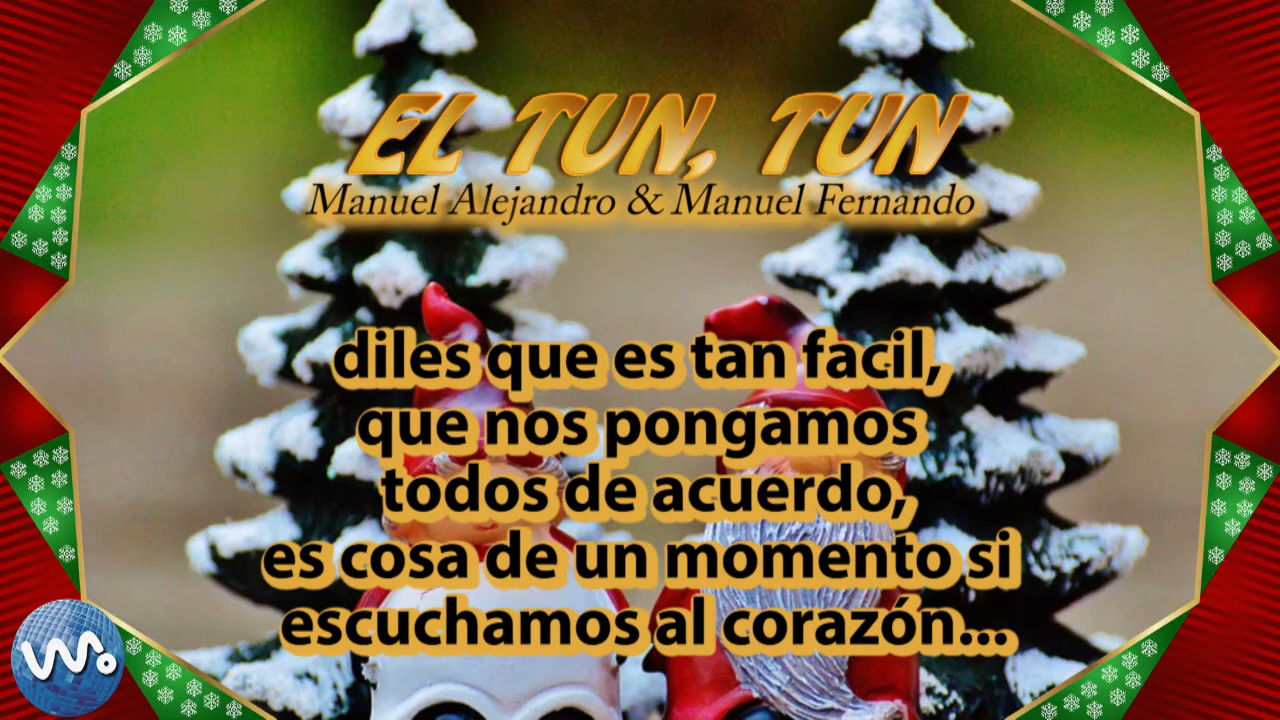 EL TUN, TUN
Manuel Alejandro & Manuel Fernando
diles que es tan facil,
que nos pongamos
todos de acuerdo,
es cosa de un momento si
escuchamos al corazón...